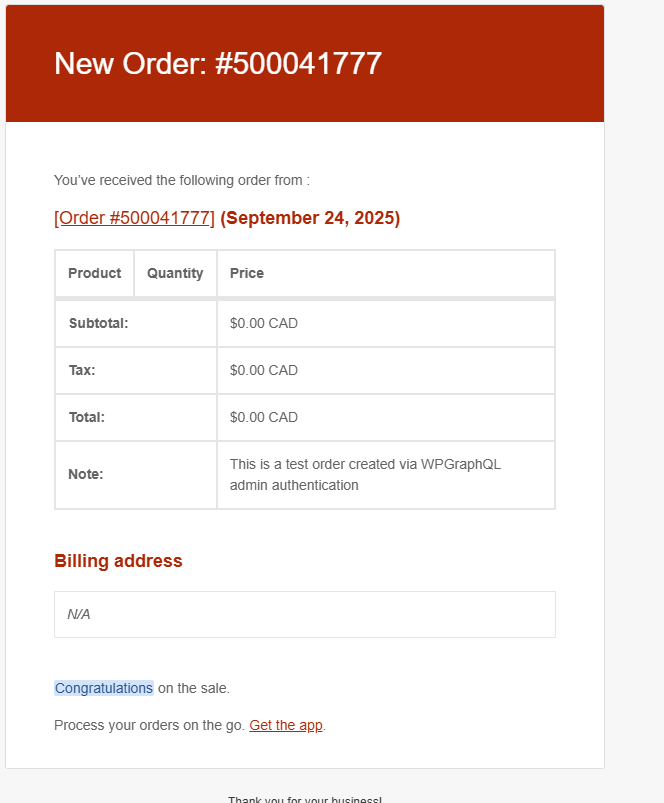 New Order: #500041777
You’ve received the following order from :
[Order #500041777] (September 24, 2025)
Product Quantity Price
Subtotal: $0.00 CAD
Tax: $0.00 CAD
Total: $0.00 CAD
Note: This is a test order created via WPGraphQL
admin authentication
Billing address
N/A
Congratulations on the sale.
Process your orders on the go. Get the app.
Thank you for your business!